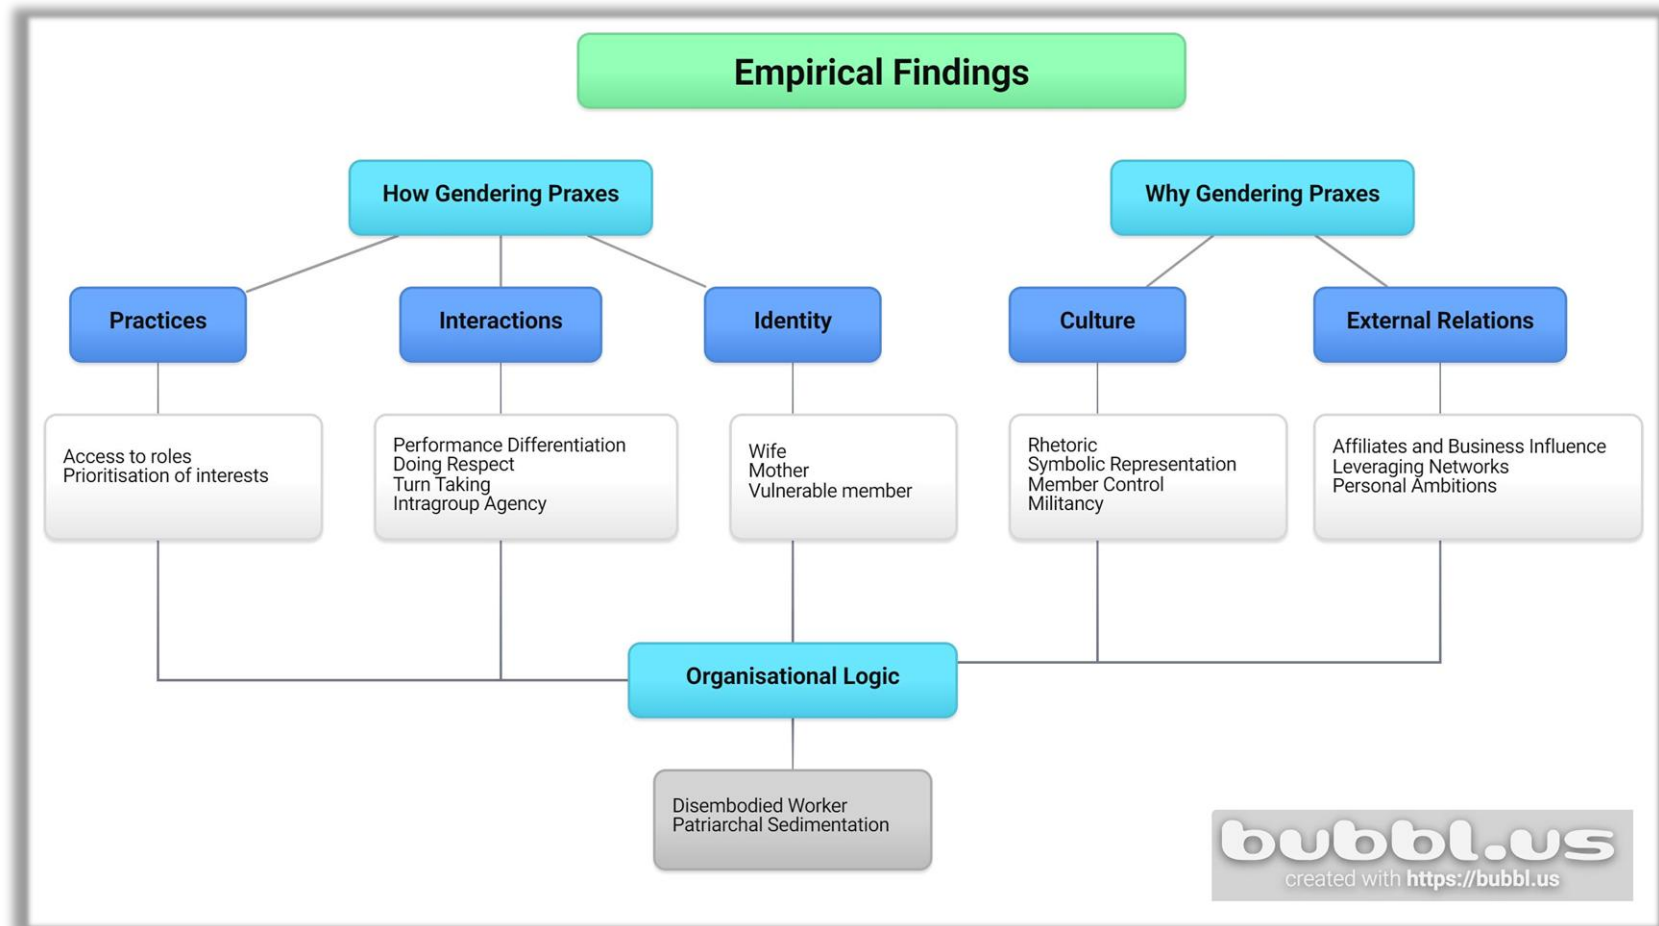 Empirical Findings
How Gendering Praxes
Why Gendering Praxes
Practices
Interactions
Identity
Culture
External Relations
Access to roles
Prioritisation of interests
Performance Differentiation
Doing Respect
Turn Taking
Intragroup Agency
Wife
Mother
Vulnerable member
Rhetoric
Symbolic Representation
Member Control
Militancy
Affiliates and Business Influence
Leveraging Networks
Personal Ambitions
Organisational Logic
Disembodied Worker
Patriarchal Sedimentation
bubbl.us
created with https://bubbl.us